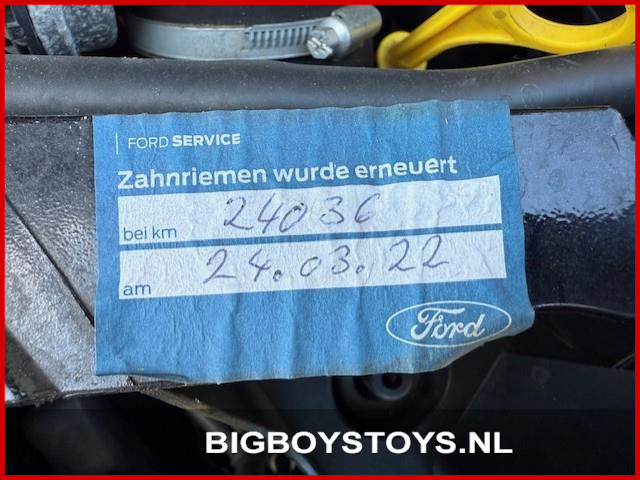 FORD SERVICE
Zahnriemen wurde erneuert
bei km 24036
am 24.03.22
Ford
BIGBOYSTOYS.NL